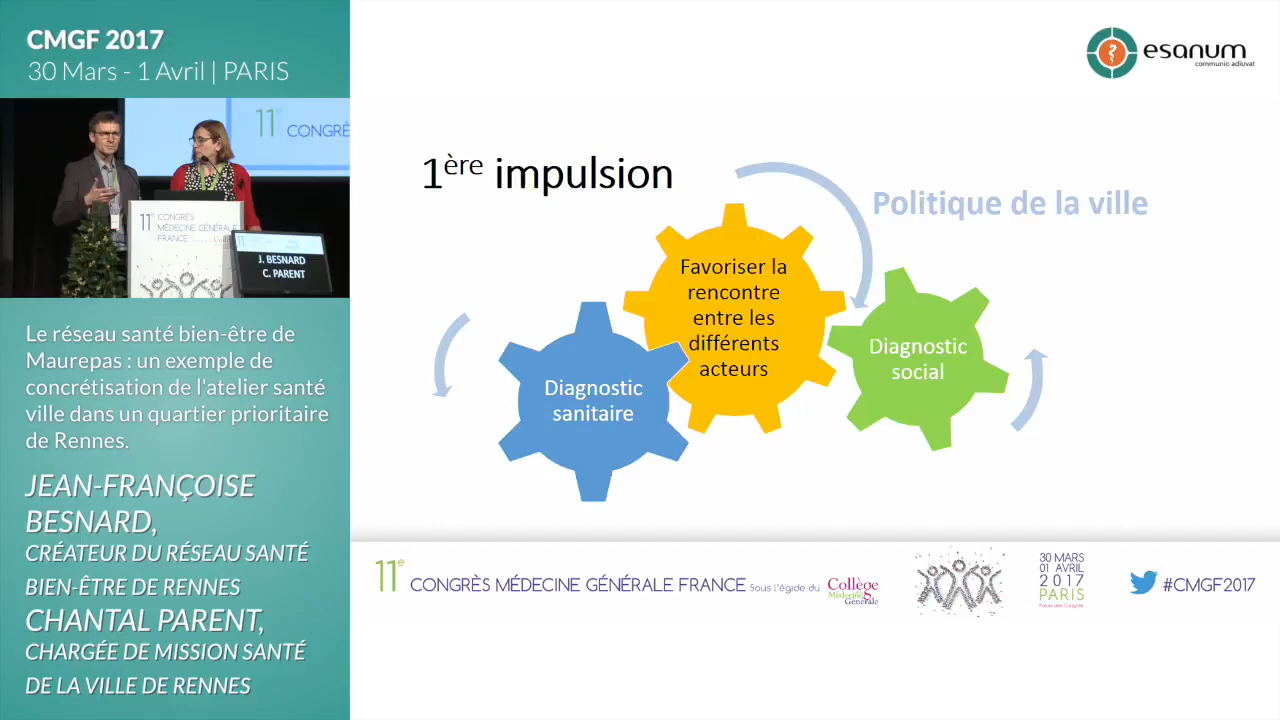 CMGF 2017
30 Mars - 1 Avril | PARIS
11e CONGRÈ
11e CONGRÈS
MÉDECINE GÉNÉRALE
FRANCE
J. BESNARD
C. PARENT
Le réseau santé bien-être de
Maurepas : un exemple de
concrétisation de l'atelier santé
ville dans un quartier prioritaire
de Rennes.
JEAN-FRANÇOISE
BESNARD,
CRÉATEUR DU RÉSEAU SANTÉ
BIEN-ÊTRE DE RENNES
CHANTAL PARENT,
CHARGÉE DE MISSION SANTÉ
DE LA VILLE DE RENNES
esanum
communio adiuvat
1ère impulsion
Politique de la ville
Favoriser la
rencontre
entre les
différents
acteurs
Diagnostic
sanitaire
Diagnostic
social
11e CONGRÈS MÉDECINE GÉNÉRALE FRANCE Sous l'égide du
Collège
Médecine
Générale
30 MARS
01 AVRIL
2017
PARIS
Palais des Congrès
#CMGF2017